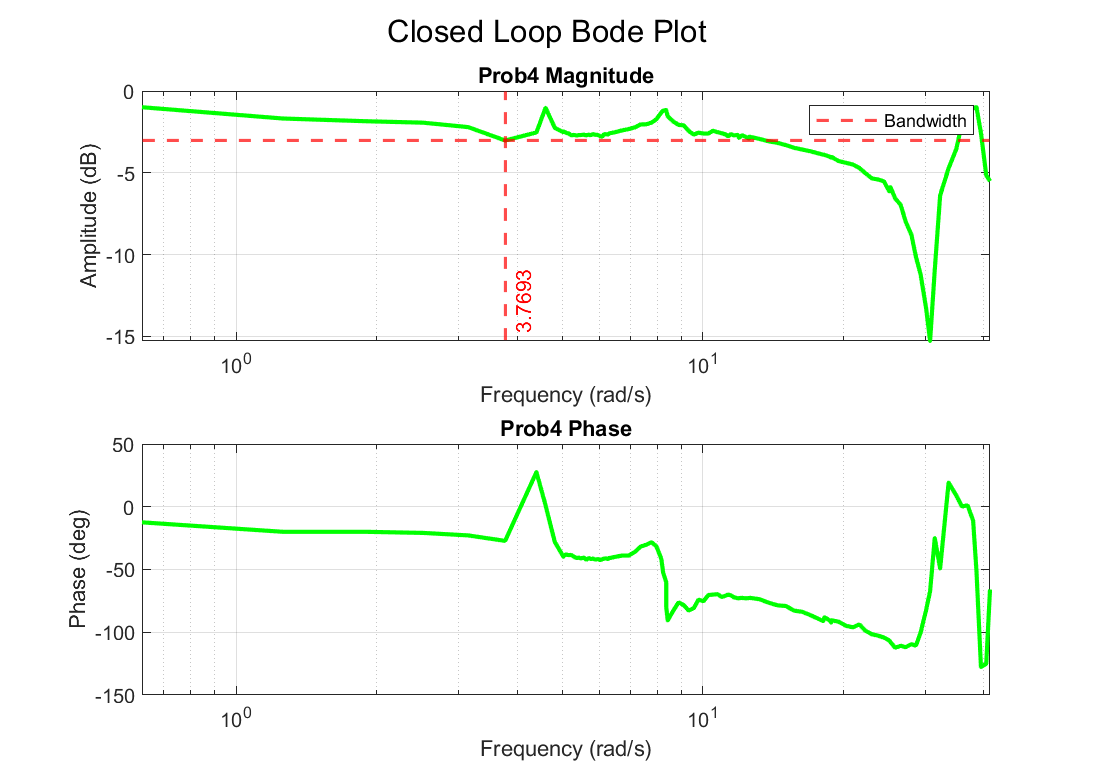 Closed Loop Bode Plot
Prob4 Magnitude
Amplitude (dB)
0
-5
-10
-15
Bandwidth
3.7693
10^0
10^1
Frequency (rad/s)
Prob4 Phase
Phase (deg)
50
0
-50
-100
-150
10^0
10^1
Frequency (rad/s)